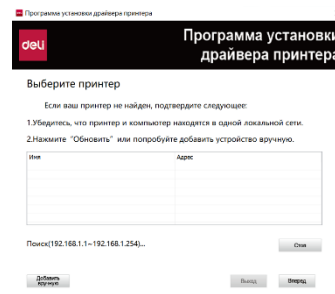 Программа установки драйвера принтера
deli
Программа установки
драйвера принтера
Выберите принтер
Если ваш принтер не найден, подтвердите следующее:
1.Убедитесь, что принтер и компьютер находятся в одной локальной сети.
2.Нажмите "Обновить" или попробуйте добавить устройство вручную.
Имя Адрес
Поиск(192.168.1.1~192.168.1.254)...
Добавить
вручную
Выход Вперед